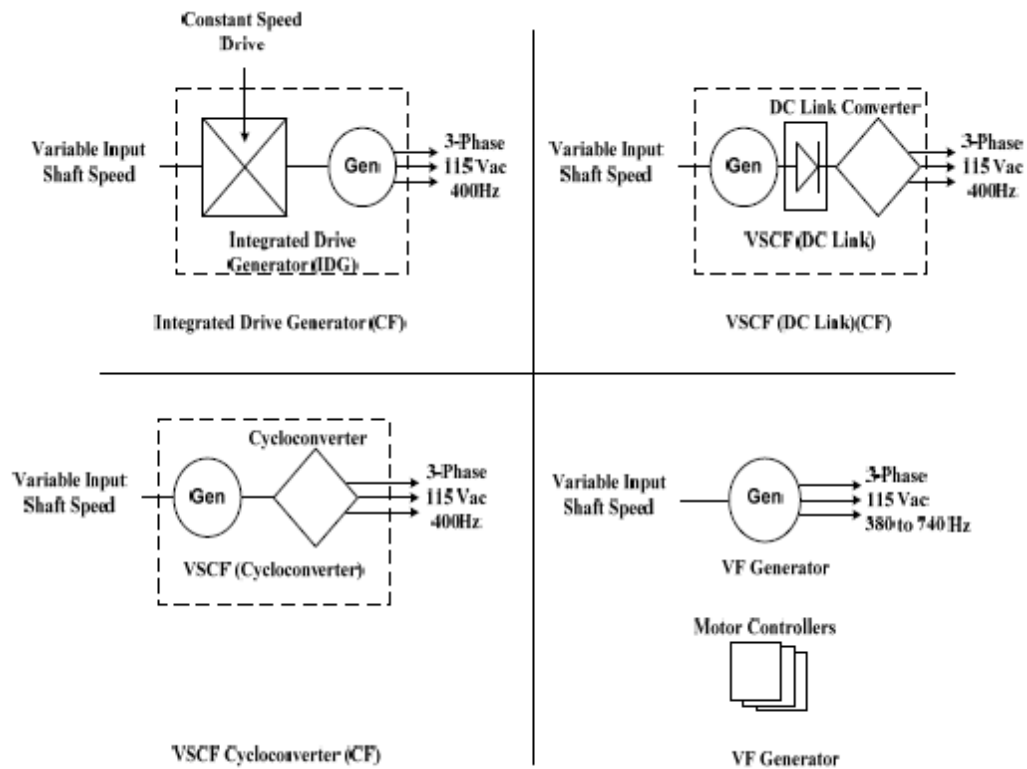 Constant Speed
Drive
Variable Input
Shaft Speed
Gen
3-Phase
115 Vac
400Hz
Integrated Drive
Generator (IDG)
Integrated Drive Generator (CF)
DC Link Converter
Variable Input
Shaft Speed
Gen
3-Phase
115 Vac
400Hz
VSCF (DC Link)
VSCF (DC Link)(CF)
Cycloconverter
Variable Input
Shaft Speed
Gen
3-Phase
115 Vac
400Hz
VSCF (Cycloconverter)
VSCF Cycloconverter (CF)
Variable Input
Shaft Speed
Gen
3-Phase
115 Vac
380 to 740 Hz
VF Generator
Motor Controllers
VF Generator